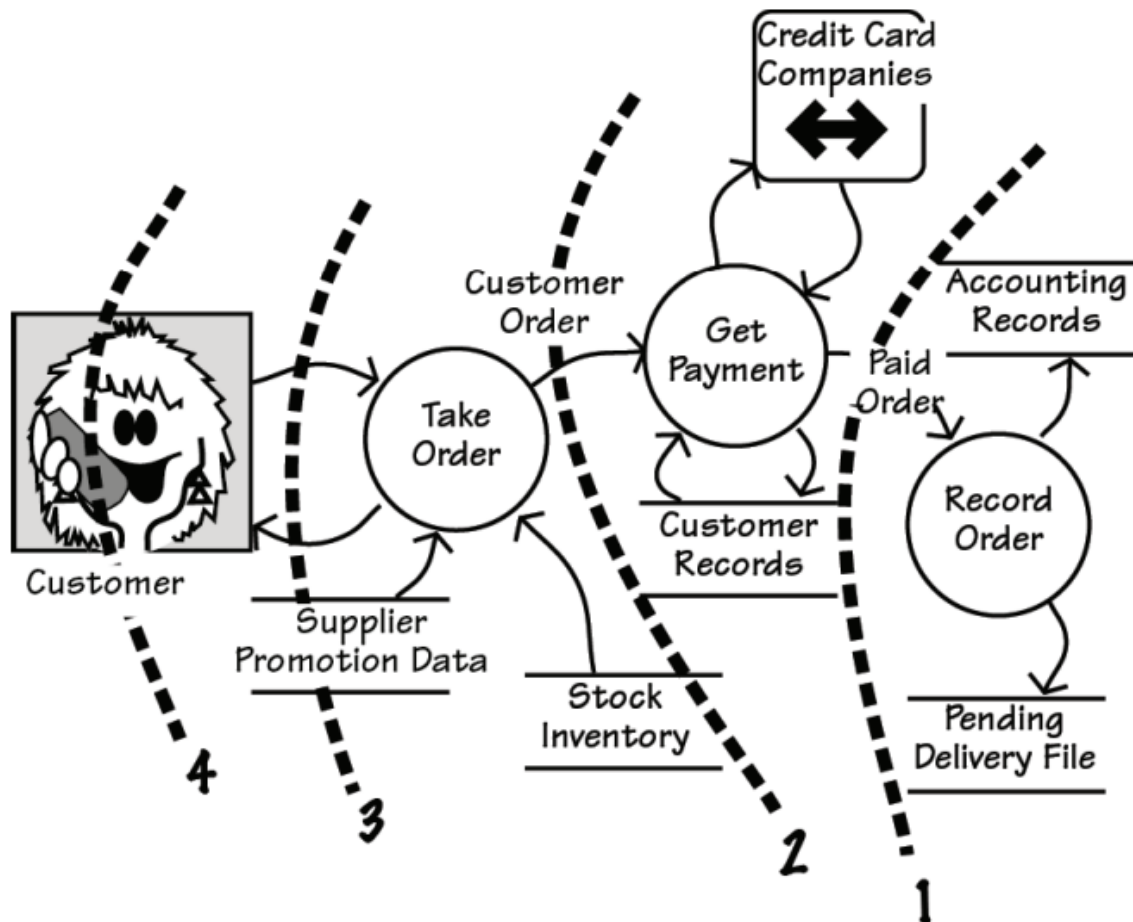 Credit Card
Companies
Customer
Order
Get
Payment
Accounting
Records
Paid
Order
Take
Order
Record
Order
Customer
Records
Customer
Supplier
Promotion Data
Stock
Inventory
Pending
Delivery File
4
3
2
1